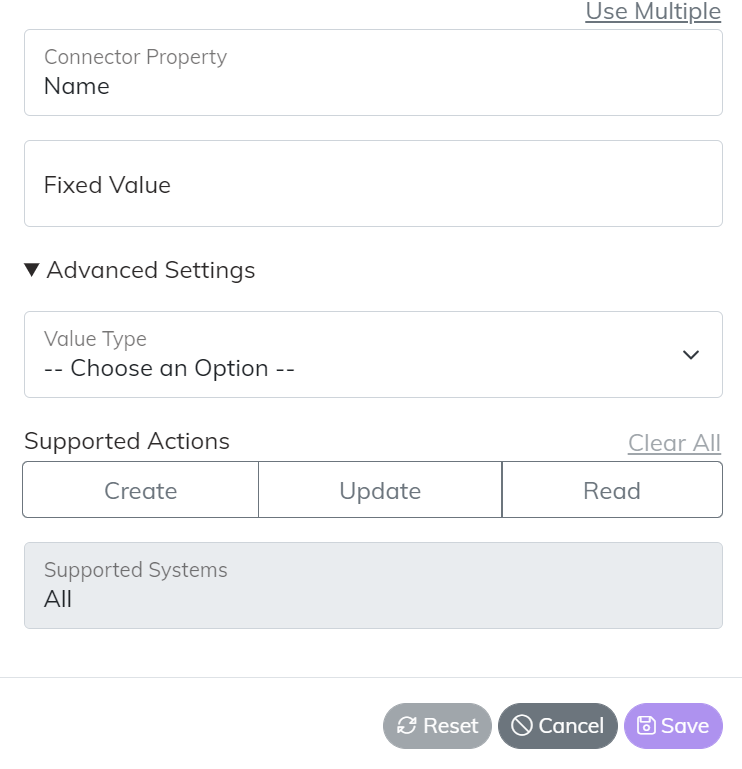 Use Multiple
Connector Property
Name
Fixed Value
Advanced Settings
Value Type
-- Choose an Option --
Supported Actions
Clear All
Create
Update
Read
Supported Systems
All
Reset
Cancel
Save